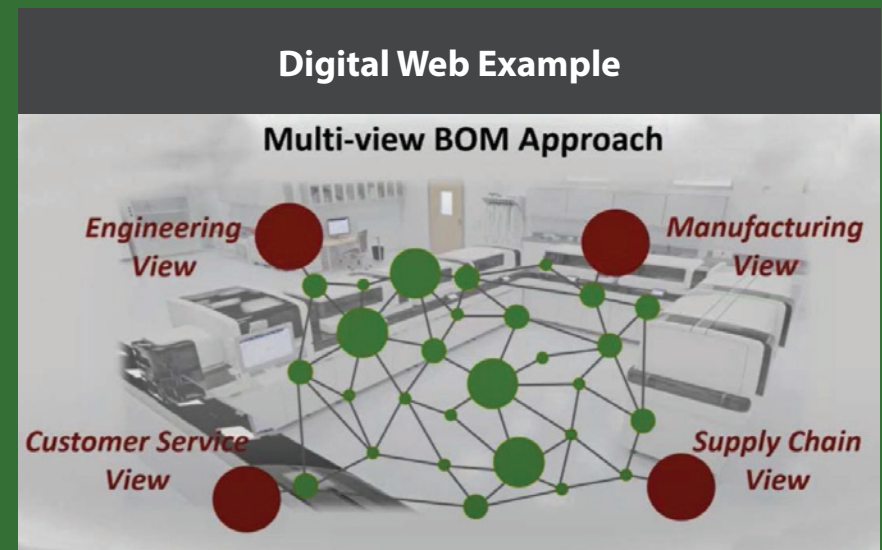 Digital Web Example
Multi-view BOM Approach
Engineering
View
Manufacturing
View
Customer Service
View
Supply Chain
View